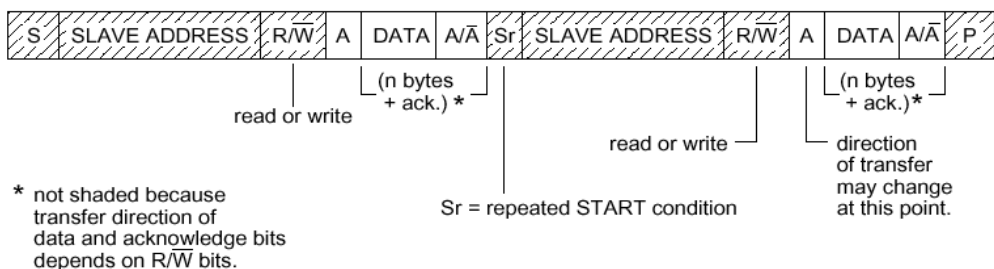 S SLAVE ADDRESS R/W̅ A DATA A/A̅ Sr SLAVE ADDRESS R/W̅ A DATA A/A̅ P
(n bytes
+ ack.) *
read or write
(n bytes
+ ack.) *
read or write
direction
of transfer
may change
at this point.
Sr = repeated START condition
* not shaded because
transfer direction of
data and acknowledge bits
depends on R/W̅ bits.